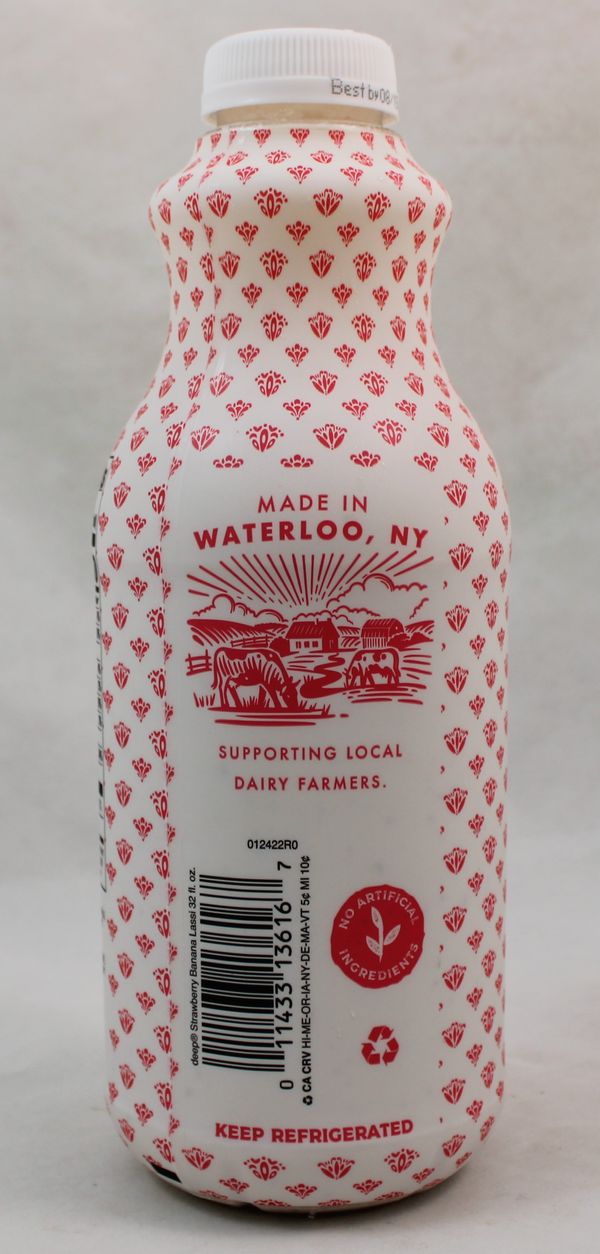 Best by 08/
MADE IN
WATERLOO, NY
SUPPORTING LOCAL
DAIRY FARMERS.
012422R0
deep® Strawberry Banana Lassi 32 fl. oz.
0 11433 13616 7
CA CRV HI-ME-OR-IA-NY-DE-MA-VT 5¢ MI 10¢
NO ARTIFICIAL
INGREDIENTS
KEEP REFRIGERATED